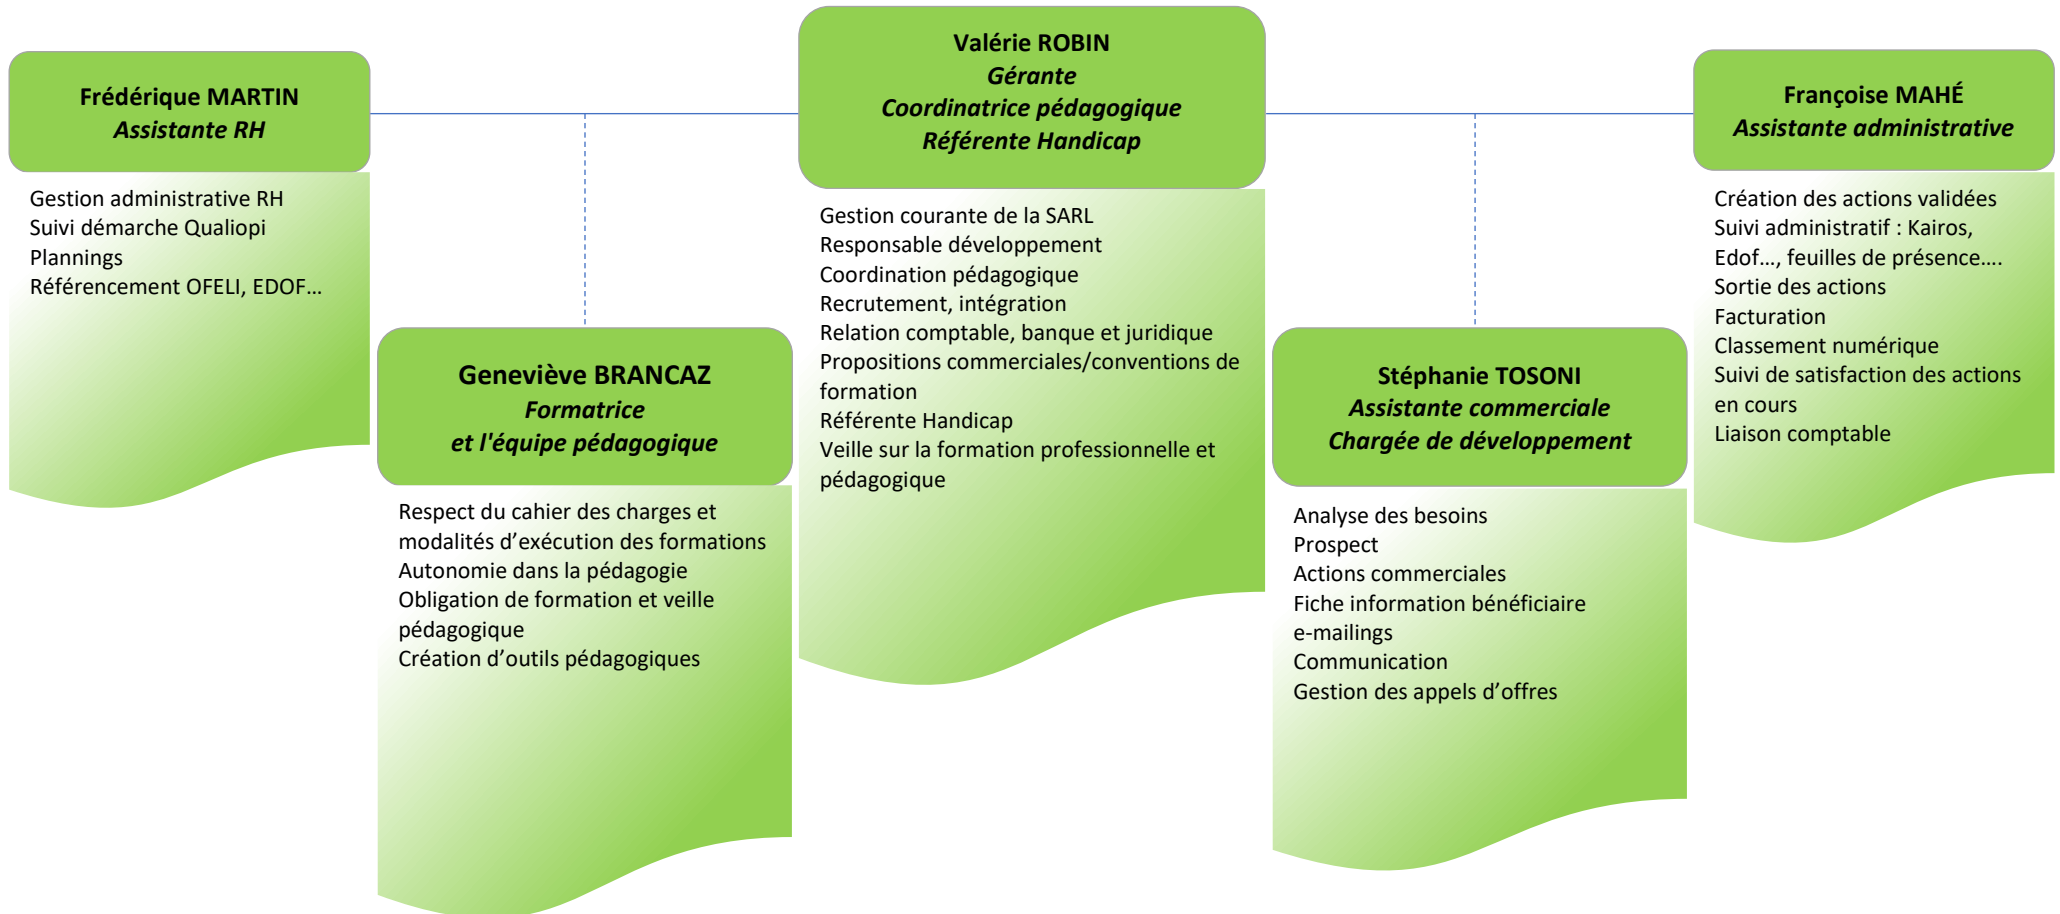 Frédérique MARTIN
Assistante RH
Gestion administrative RH
Suivi démarche Qualiopi
Plannings
Référencement OFELI, EDOF…
Geneviève BRANCAZ
Formatrice
et l'équipe pédagogique
Respect du cahier des charges et
modalités d’exécution des formations
Autonomie dans la pédagogie
Obligation de formation et veille
pédagogique
Création d’outils pédagogiques
Valérie ROBIN
Gérante
Coordinatrice pédagogique
Référente Handicap
Gestion courante de la SARL
Responsable développement
Coordination pédagogique
Recrutement, intégration
Relation comptable, banque et juridique
Propositions commerciales/conventions de
formation
Référente Handicap
Veille sur la formation professionnelle et
pédagogique
Stéphanie TOSONI
Assistante commerciale
Chargée de développement
Analyse des besoins
Prospect
Actions commerciales
Fiche information bénéficiaire
e-mailings
Communication
Gestion des appels d’offres
Françoise MAHÉ
Assistante administrative
Création des actions validées
Suivi administratif : Kairos,
Edof…, feuilles de présence….
Sortie des actions
Facturation
Classement numérique
Suivi de satisfaction des actions
en cours
Liaison comptable